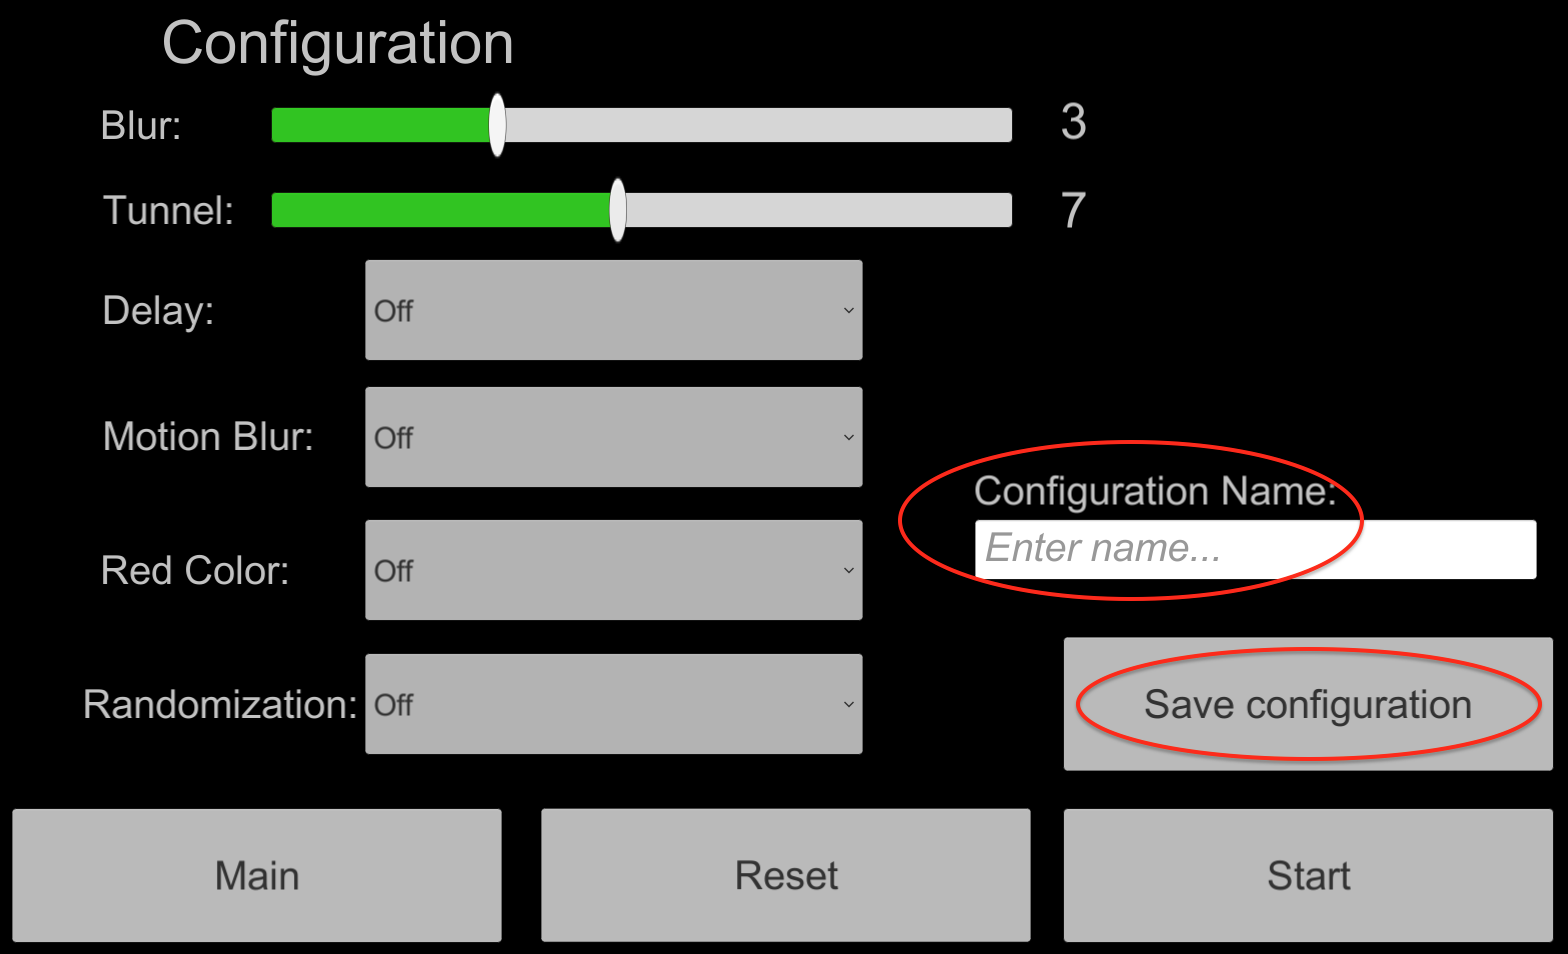 Configuration
Blur:
3
Tunnel:
7
Delay:
Off
Motion Blur:
Off
Configuration Name:
Enter name...
Red Color:
Off
Randomization:
Off
Save configuration
Main
Reset
Start